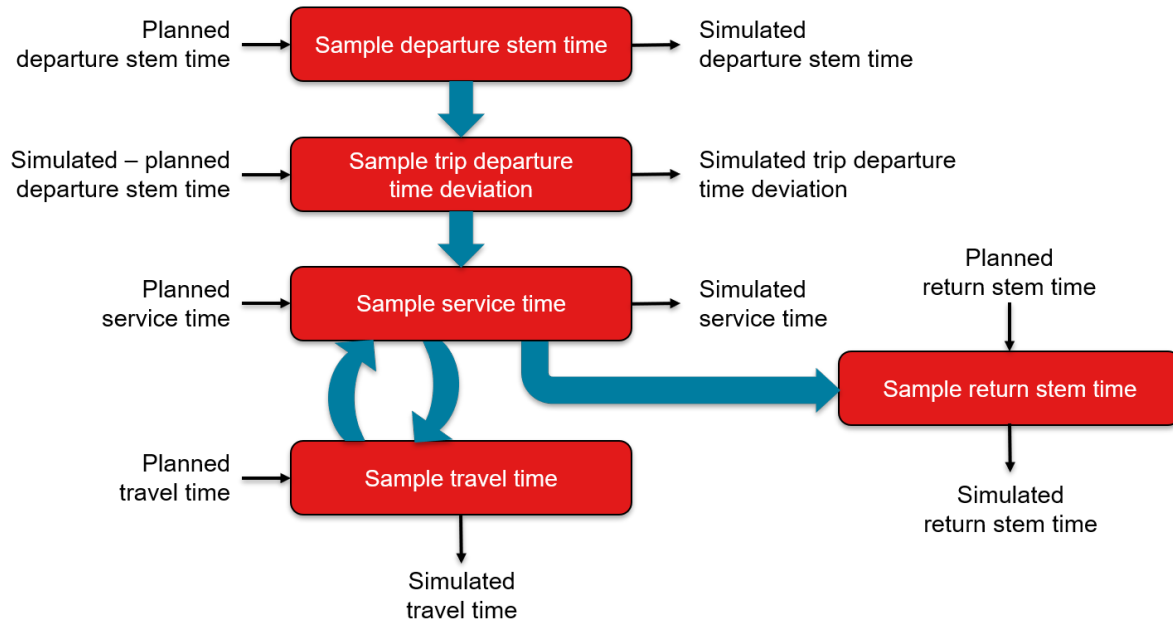 Planned
departure stem time
Sample departure stem time
Simulated
departure stem time
Simulated – planned
departure stem time
Sample trip departure
time deviation
Simulated trip departure
time deviation
Planned
service time
Sample service time
Simulated
service time
Planned
return stem time
Sample return stem time
Simulated
return stem time
Planned
travel time
Sample travel time
Simulated
travel time